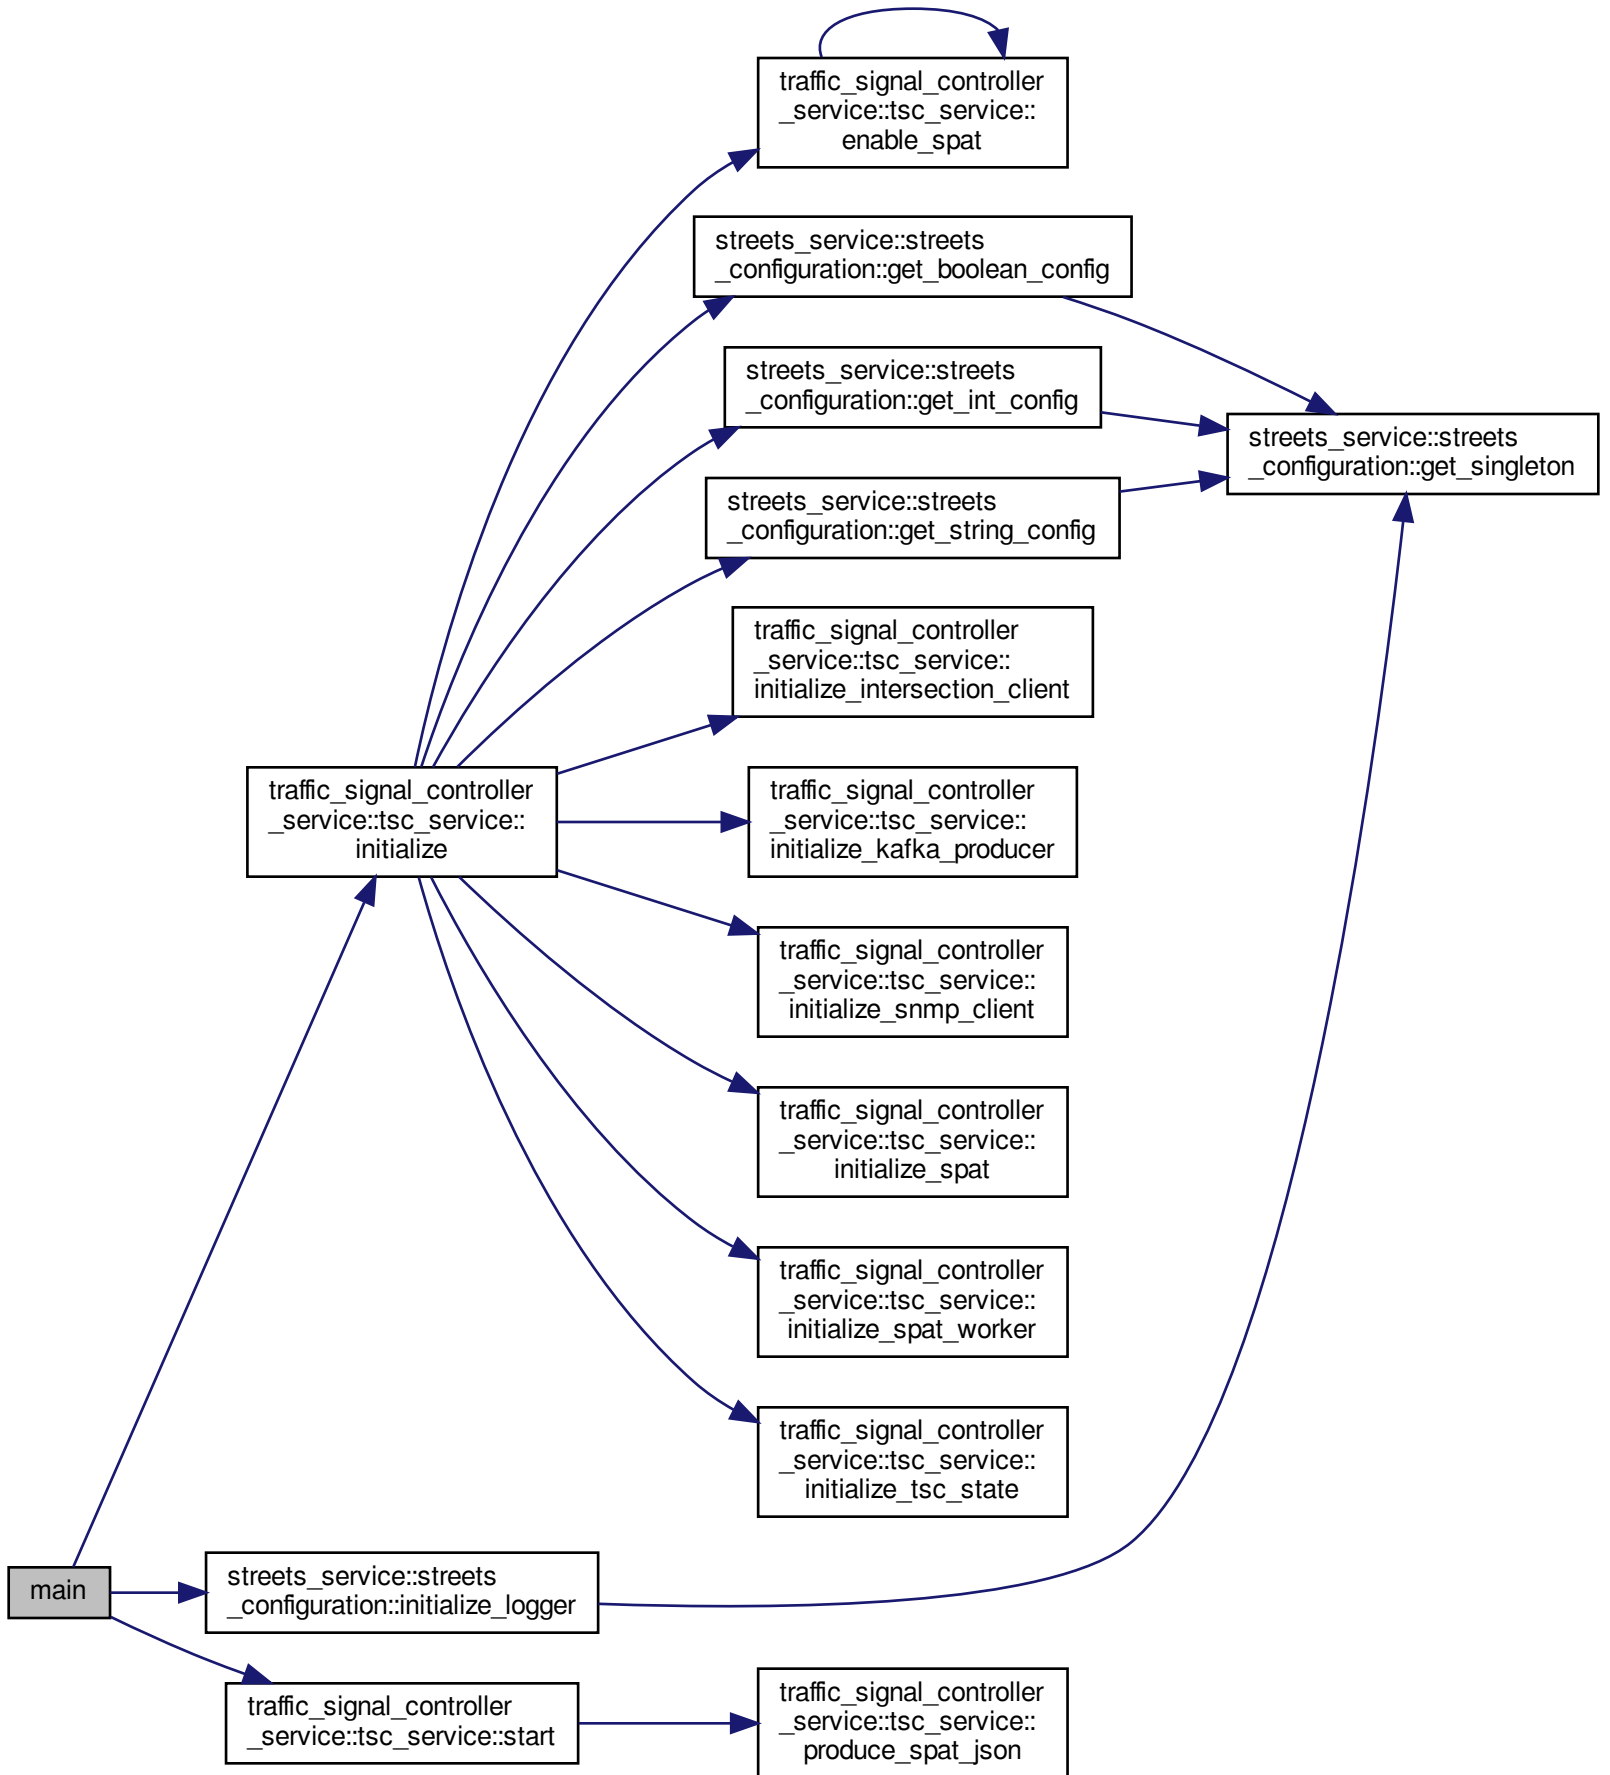 traffic_signal_controller
_service::tsc_service::
enable_spat
streets_service::streets
_configuration::get_boolean_config
streets_service::streets
_configuration::get_int_config
streets_service::streets
_configuration::get_singleton
streets_service::streets
_configuration::get_string_config
traffic_signal_controller
_service::tsc_service::
initialize_intersection_client
traffic_signal_controller
_service::tsc_service::
initialize
traffic_signal_controller
_service::tsc_service::
initialize_kafka_producer
traffic_signal_controller
_service::tsc_service::
initialize_snmp_client
traffic_signal_controller
_service::tsc_service::
initialize_spat
traffic_signal_controller
_service::tsc_service::
initialize_spat_worker
traffic_signal_controller
_service::tsc_service::
initialize_tsc_state
main
streets_service::streets
_configuration::initialize_logger
traffic_signal_controller
_service::tsc_service::start
traffic_signal_controller
_service::tsc_service::
produce_spat_json